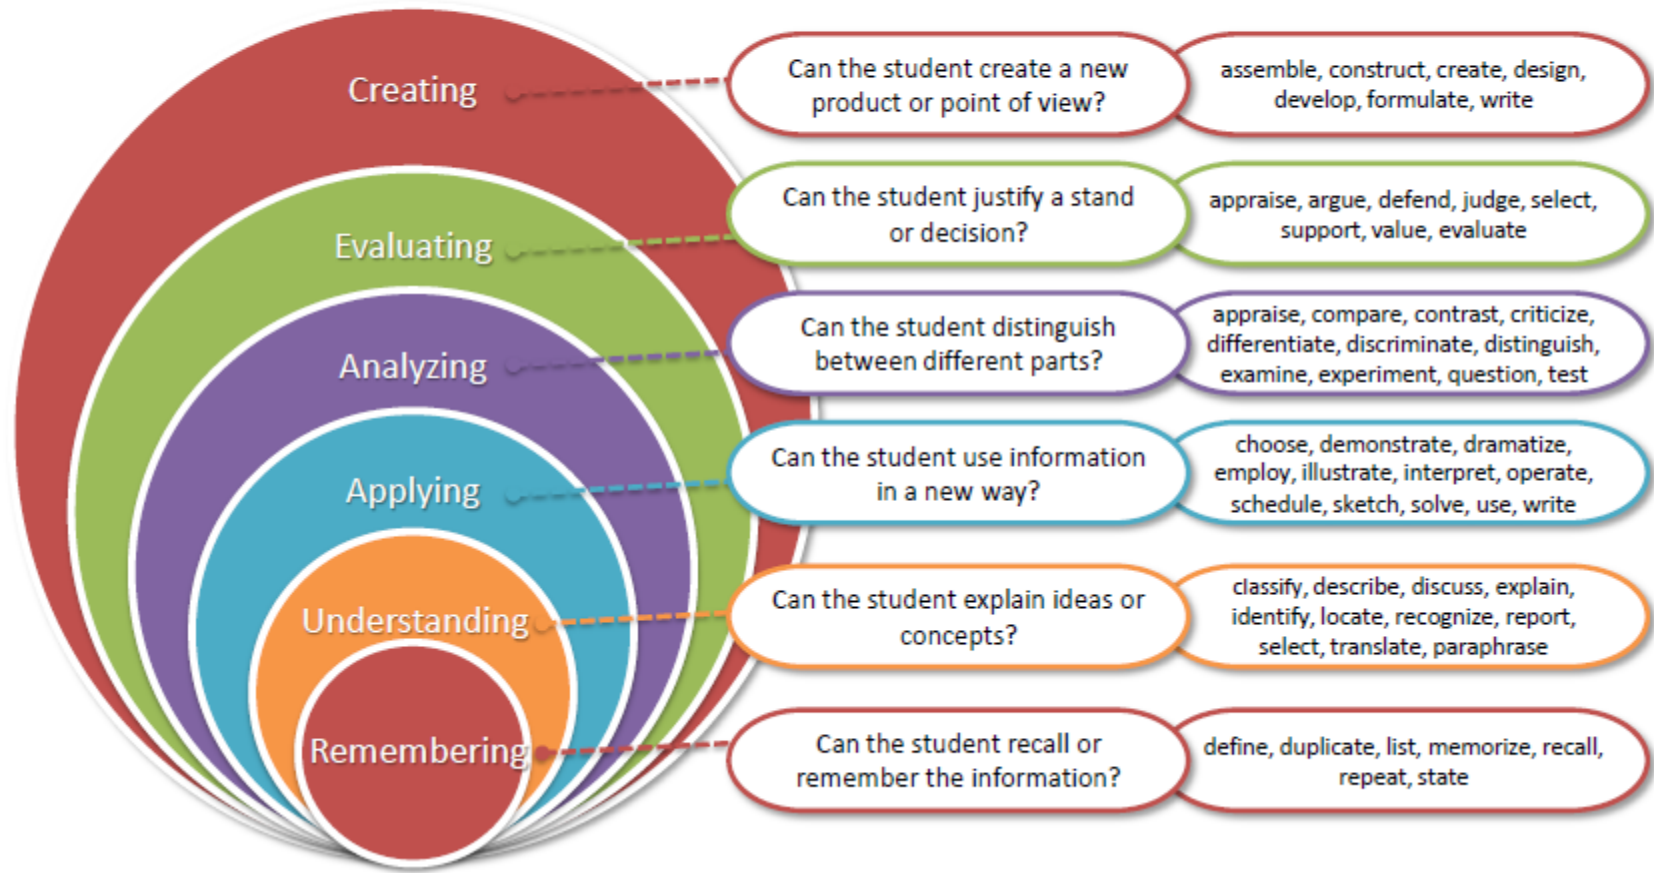 Creating
Can the student create a new
product or point of view?
assemble, construct, create, design,
develop, formulate, write
Evaluating
Can the student justify a stand
or decision?
appraise, argue, defend, judge, select,
support, value, evaluate
Analyzing
Can the student distinguish
between different parts?
appraise, compare, contrast, criticize,
differentiate, discriminate, distinguish,
examine, experiment, question, test
Applying
Can the student use information
in a new way?
choose, demonstrate, dramatize,
employ, illustrate, interpret, operate,
schedule, sketch, solve, use, write
Understanding
Can the student explain ideas or
concepts?
classify, describe, discuss, explain,
identify, locate, recognize, report,
select, translate, paraphrase
Remembering
Can the student recall or
remember the information?
define, duplicate, list, memorize, recall,
repeat, state